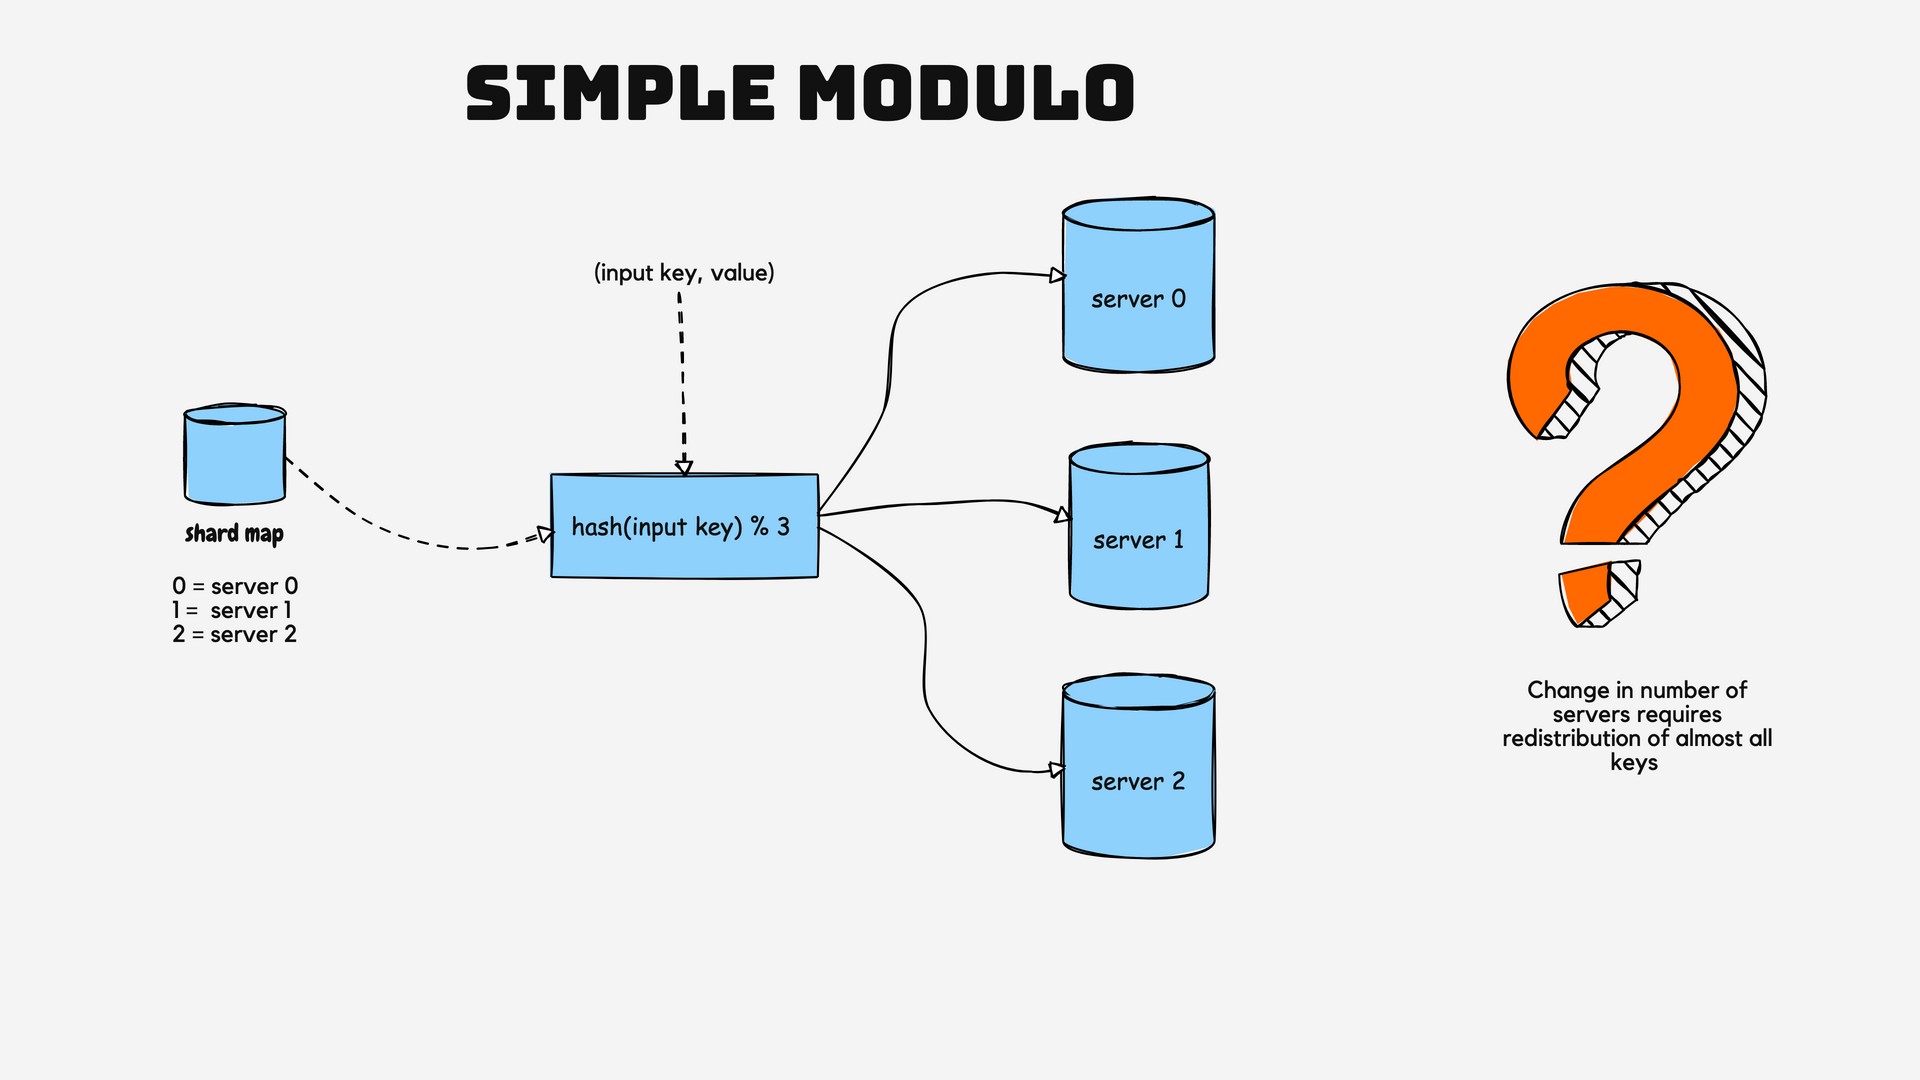 SIMPLE MODULO
(input key, value)
shard map
0 = server 0
1 =  server 1
2 = server 2
hash(input key) % 3
server 0
server 1
server 2
Change in number of
servers requires
redistribution of almost all
keys